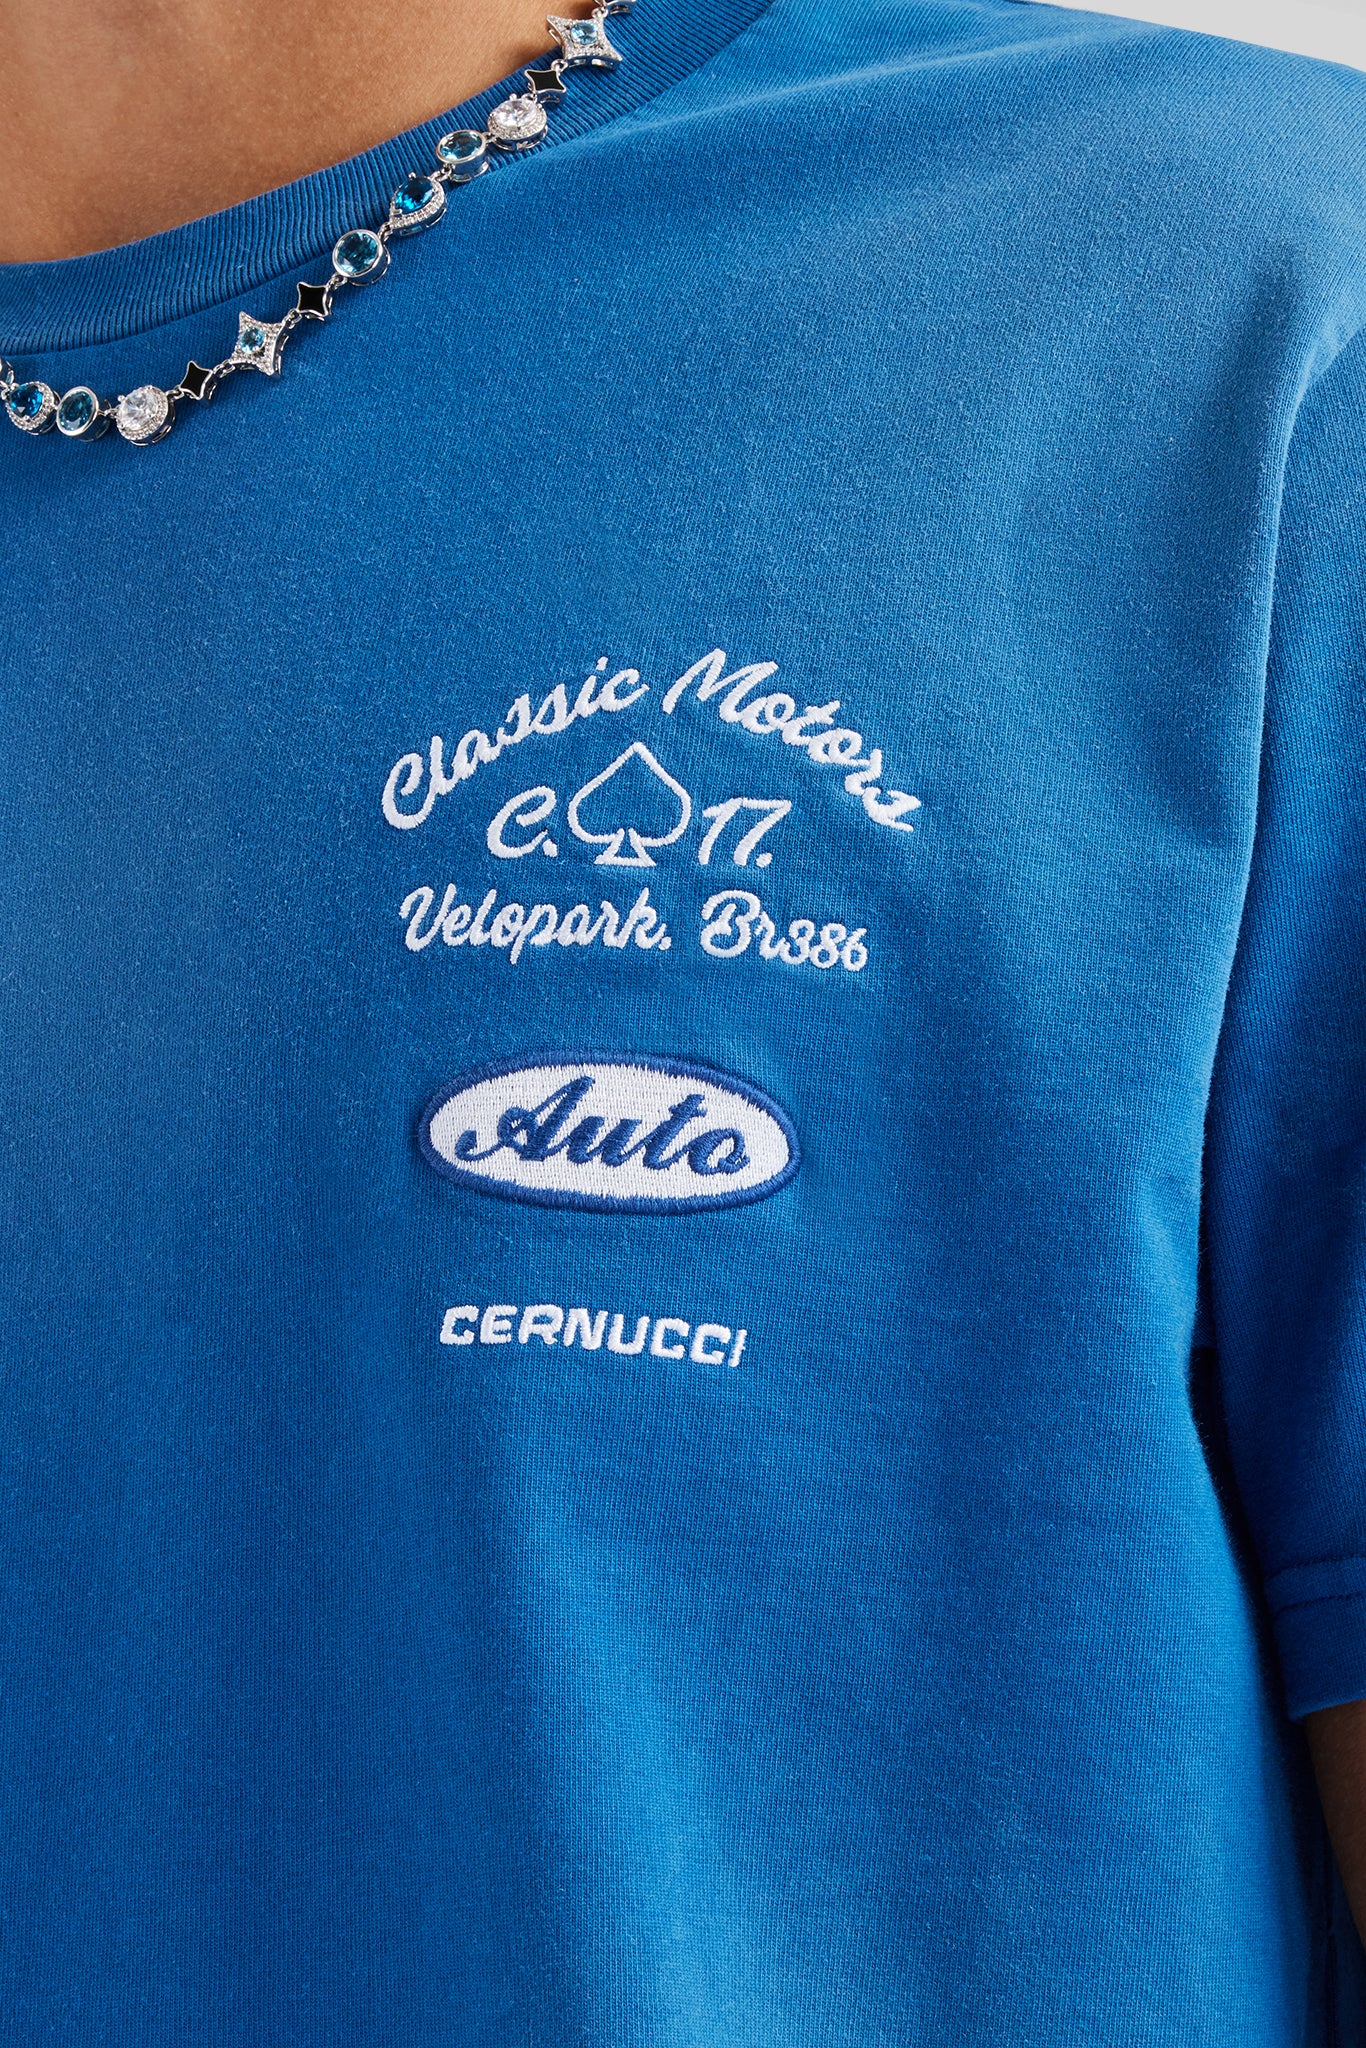 Classic Motors
C. 17.
Velopark. Br386
Auto
CERNUCCI